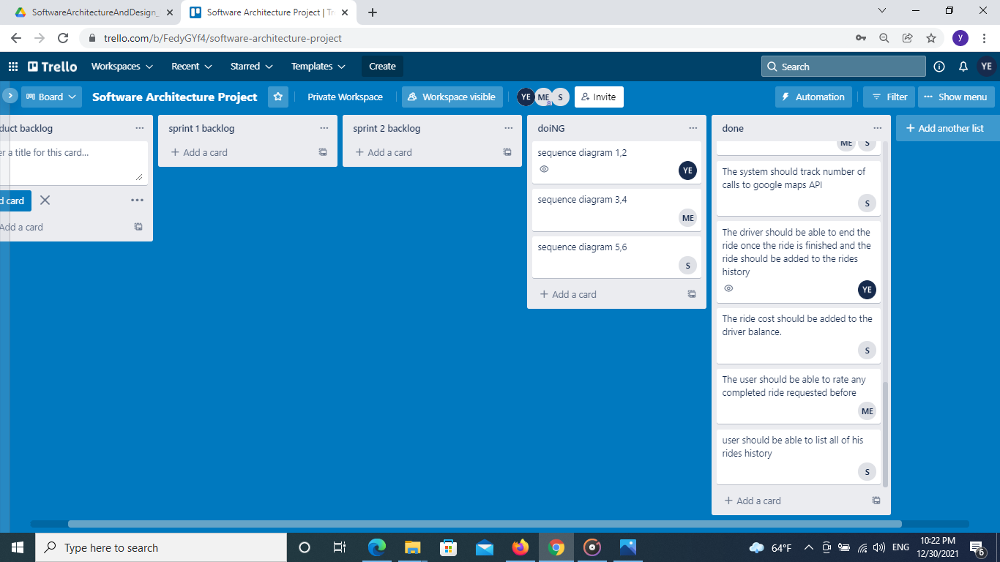 SoftwareArchitectureAndDesign_
Software Architecture Project | Tr
trello.com/b/FedyGYf4/software-architecture-project
y
Trello
Workspaces
Recent
Starred
Templates
Create
Search
YE
Board
Software Architecture Project
Private Workspace
Workspace visible
YE
ME
S
Invite
Automation
Filter
Show menu
duct backlog
er a title for this card...
d card
Add a card
sprint 1 backlog
Add a card
sprint 2 backlog
Add a card
doiNG
sequence diagram 1,2
YE
sequence diagram 3,4
ME
sequence diagram 5,6
S
Add a card
done
ME S
The system should track number of
calls to google maps API
S
The driver should be able to end the
ride once the ride is finished and the
ride should be added to the rides
history
YE
The ride cost should be added to the
driver balance.
S
The user should be able to rate any
completed ride requested before
ME
user should be able to list all of his
rides history
S
Add a card
Add another list
Type here to search
64°F
ENG
10:22 PM
12/30/2021
6